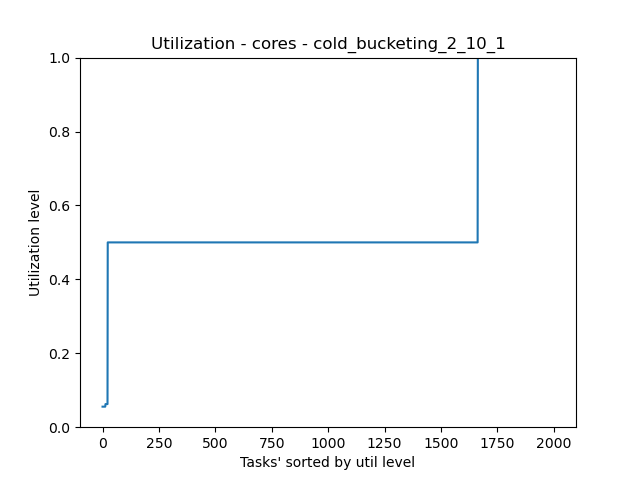 Utilization - cores - cold_bucketing_2_10_1
1.0
0.8
0.6
0.4
0.2
0.0
Utilization level
0 250 500 750 1000 1250 1500 1750 2000
Tasks' sorted by util level